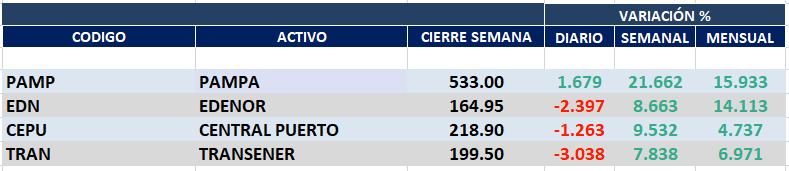 VARIACIÓN %
CODIGO ACTIVO CIERRE SEMANA DIARIO SEMANAL MENSUAL
PAMP PAMPA 533.00 1.679 21.662 15.933
EDN EDENOR 164.95 -2.397 8.663 14.113
CEPU CENTRAL PUERTO 218.90 -1.263 9.532 4.737
TRAN TRANSENER 199.50 -3.038 7.838 6.971